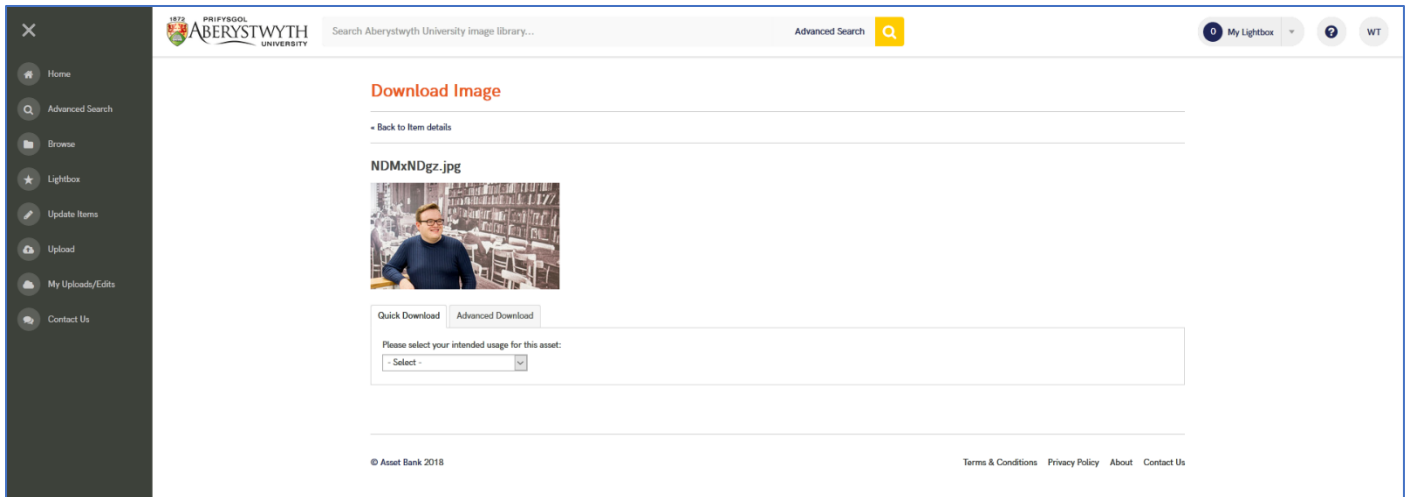 1872 PRIFYSGOL
ABERYSTWYTH
UNIVERSITY
Search Aberystwyth University image library...
Advanced Search
0 My Lightbox
?
WT
Home
Advanced Search
Browse
Lightbox
Update Items
Upload
My Uploads/Edits
Contact Us
Download Image
« Back to Item details
NDMxNDgz.jpg
Quick Download
Advanced Download
Please select your intended usage for this asset:
- Select -
© Asset Bank 2018
Terms & Conditions Privacy Policy About Contact Us